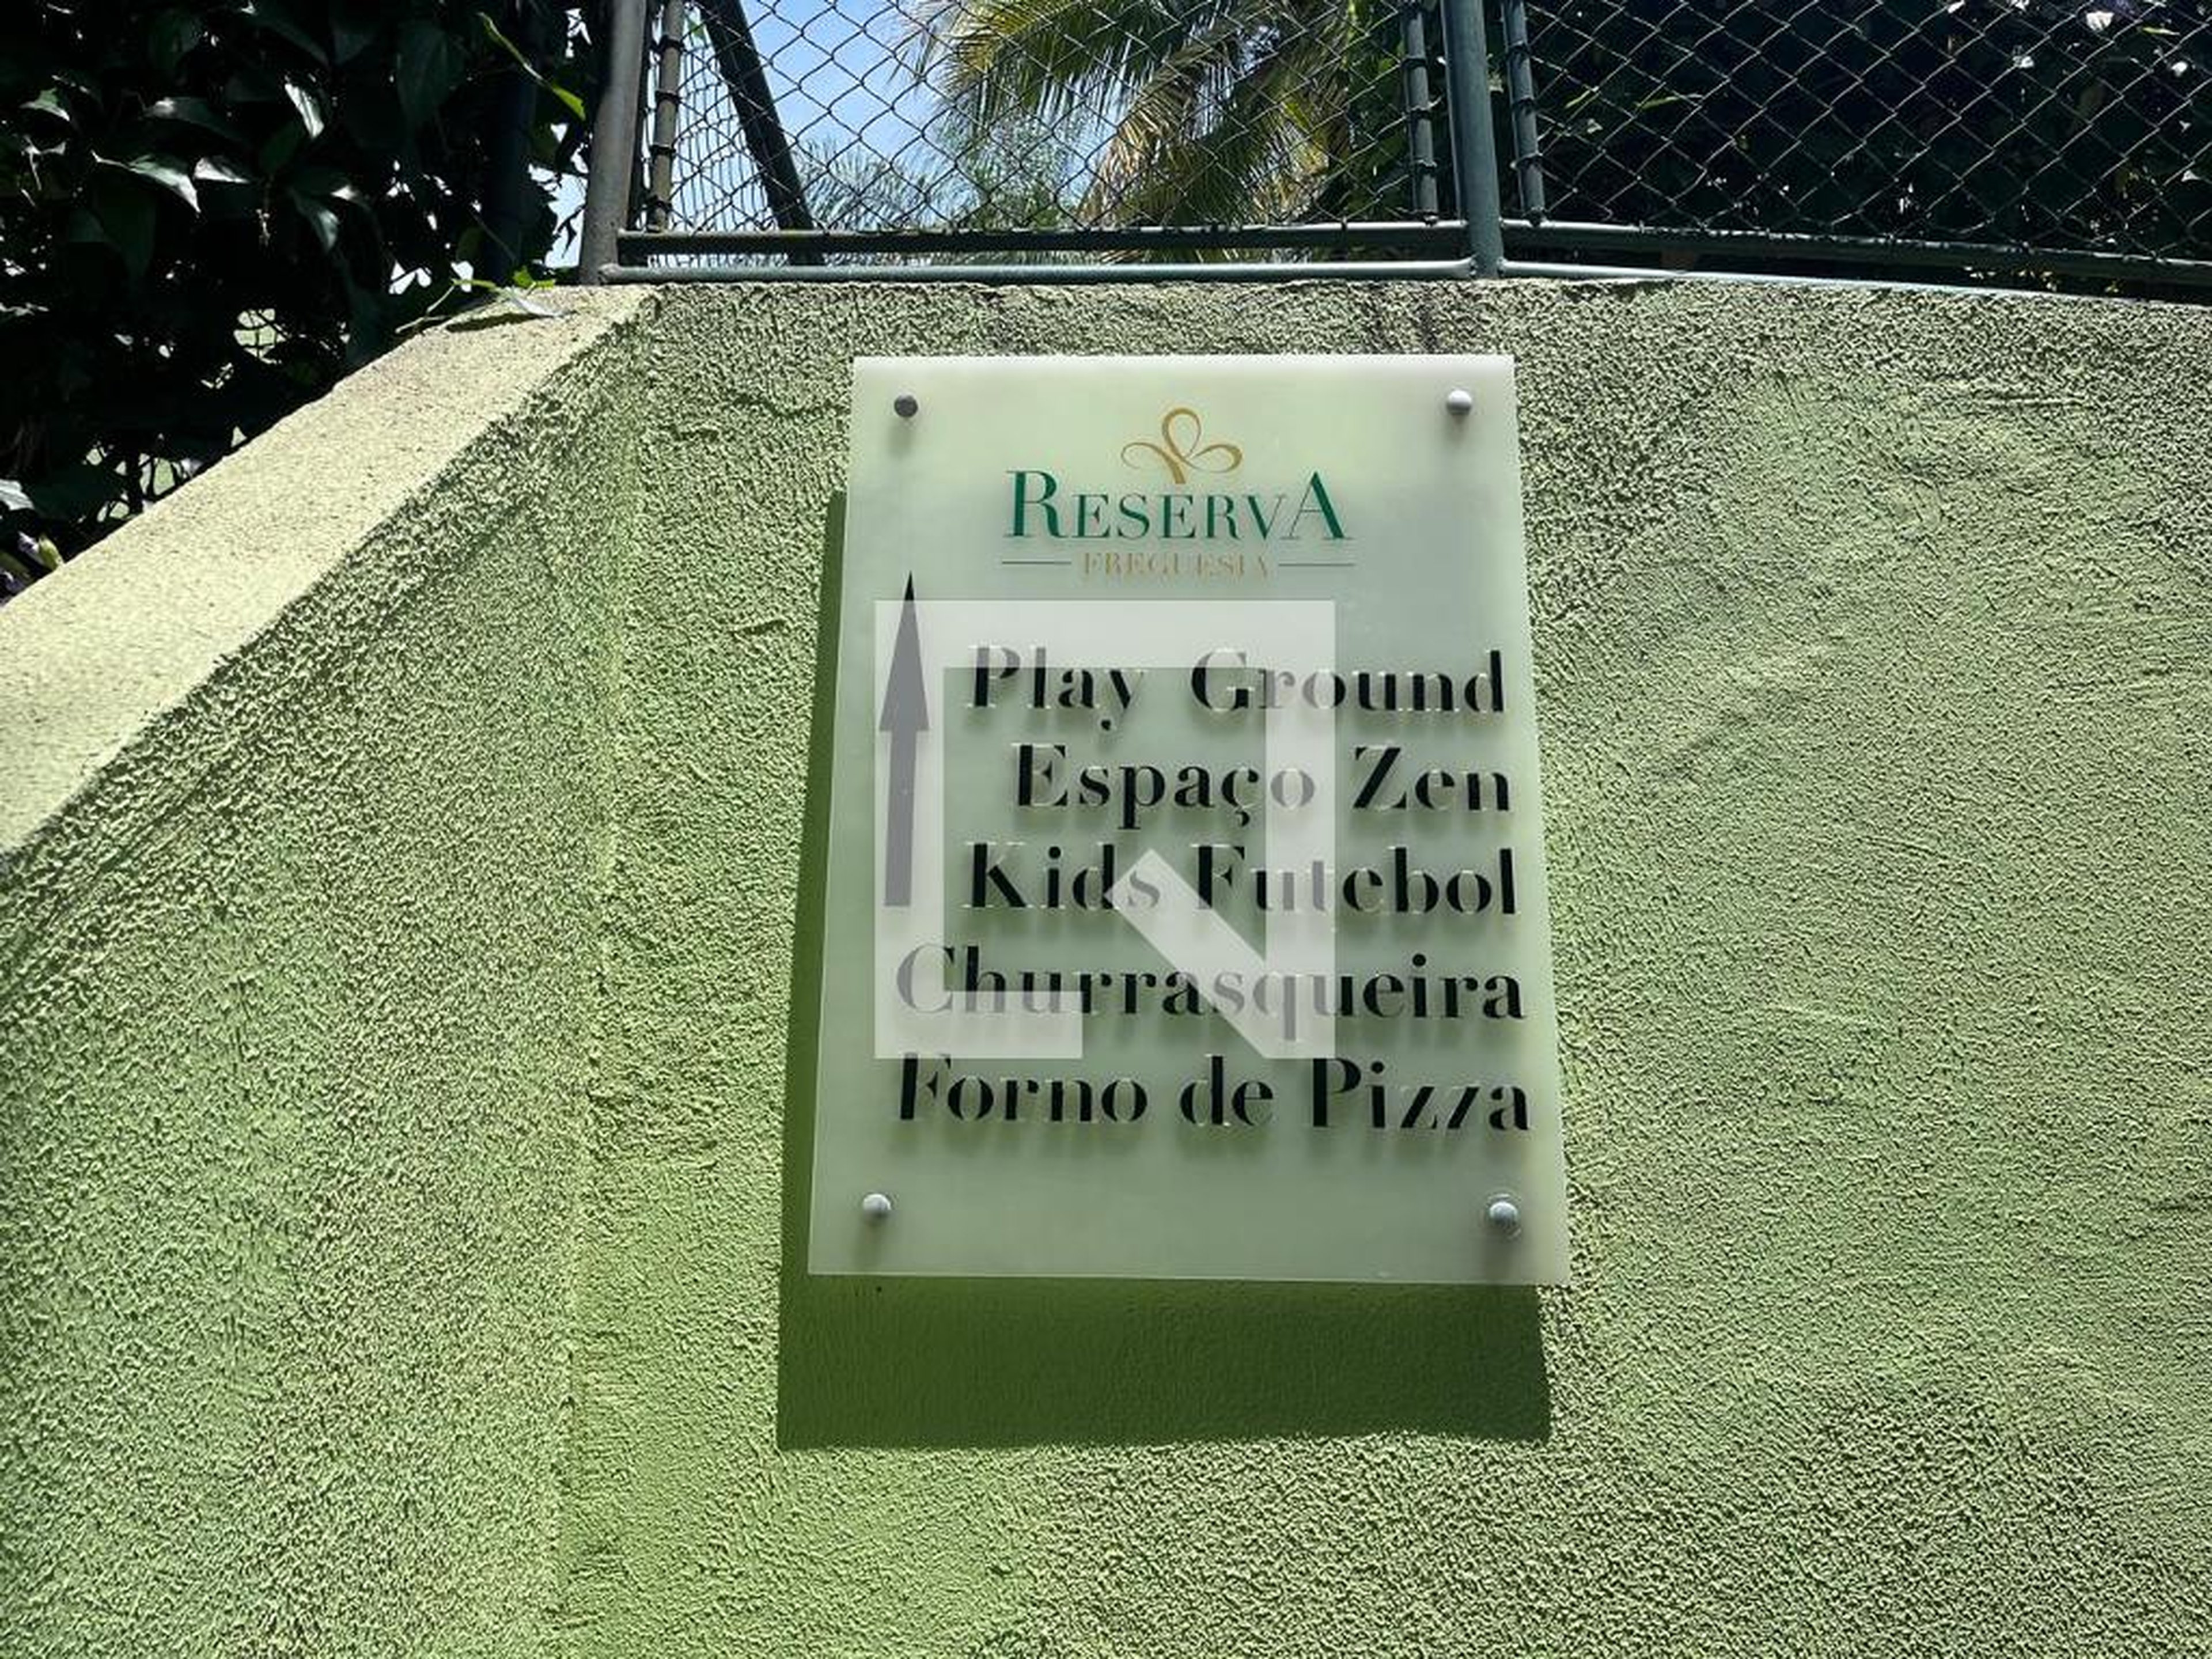 RESERVA
FREGUESIA
Play Ground
Espaço Zen
Kids Futebol
Churrasqueira
Forno de Pizza